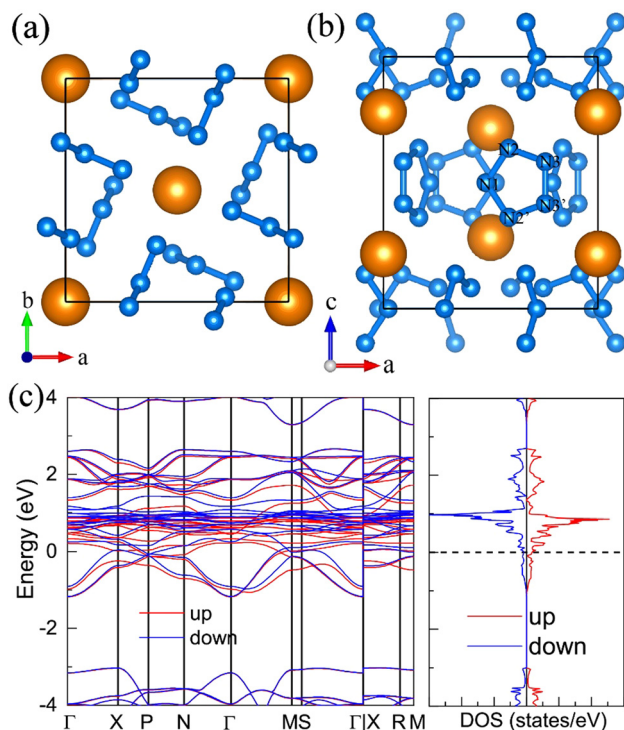 (a)
(b)
N2
N3
N1
N2'
N3'
b
a
c
a
(c)
Energy (eV)
4
2
0
-2
-4
up
down
up
down
Γ X P N Γ M S Γ|X R M
DOS (states/eV)